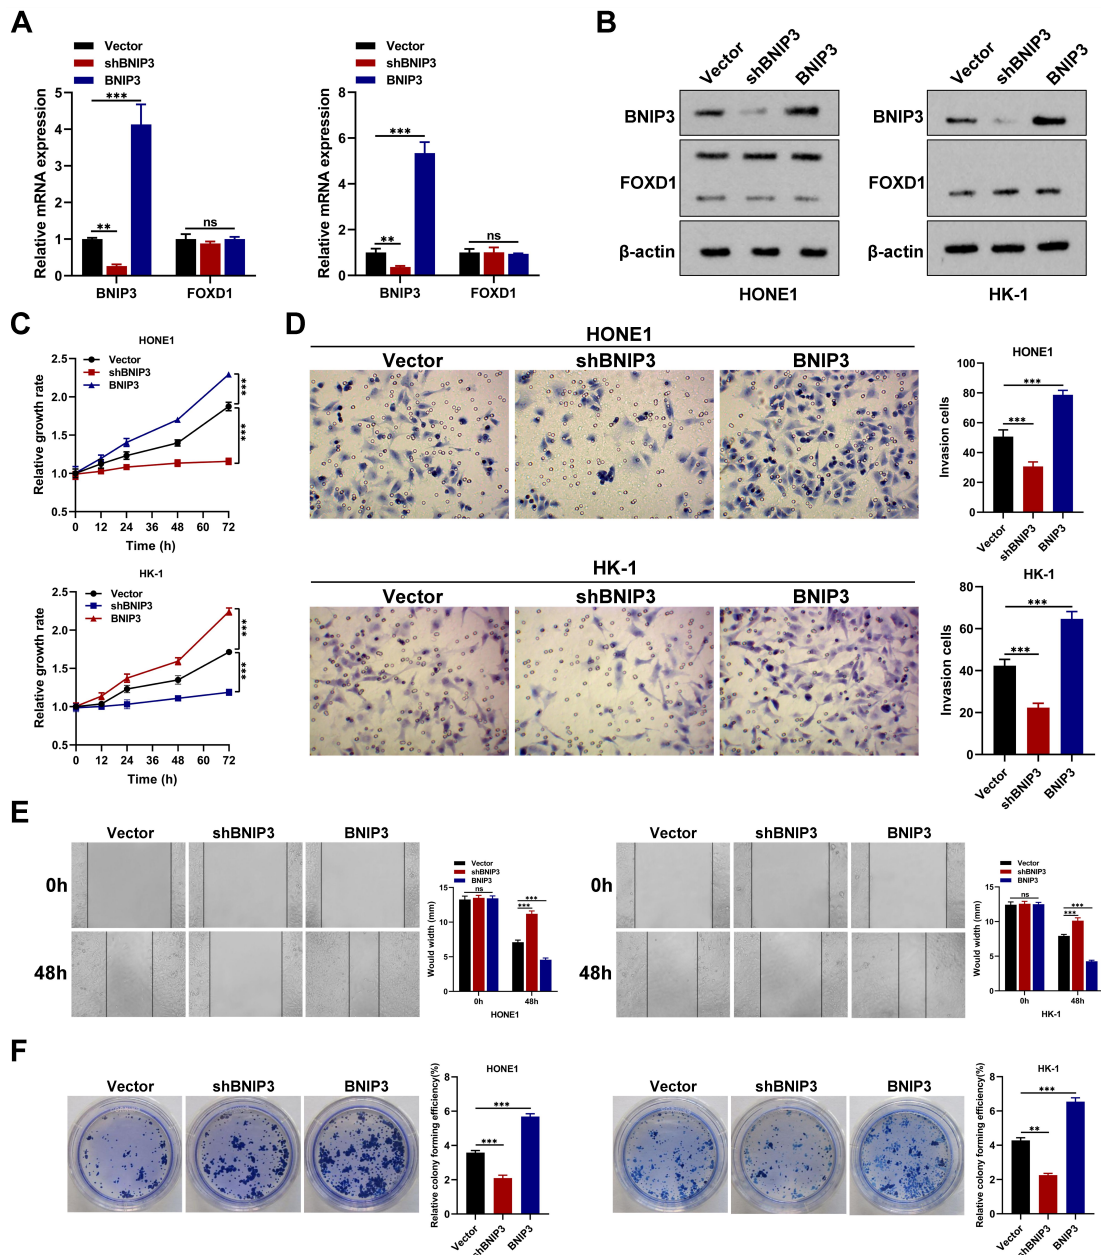 A
Vector
shBNIP3
BNIP3
Relative mRNA expression
5
4
3
2
1
0
***
**
ns
BNIP3
FOXD1
Vector
shBNIP3
BNIP3
Relative mRNA expression
8
6
4
2
0
***
**
ns
BNIP3
FOXD1
B
Vector
shBNIP3
BNIP3
BNIP3
FOXD1
β-actin
HONE1
Vector
shBNIP3
BNIP3
BNIP3
FOXD1
β-actin
HK-1
C
HONE1
Vector
shBNIP3
BNIP3
Relative growth rate
2.5
2.0
1.5
1.0
0.5
***
***
0 12 24 36 48 60 72
Time (h)
HK-1
Vector
shBNIP3
BNIP3
Relative growth rate
2.5
2.0
1.5
1.0
0.5
***
***
0 12 24 36 48 60 72
Time (h)
D
HONE1
Vector shBNIP3 BNIP3
HONE1
Invasion cells
100
80
60
40
20
0
***
***
Vector
shBNIP3
BNIP3
HK-1
Vector shBNIP3 BNIP3
HK-1
Invasion cells
80
60
40
20
0
***
***
Vector
shBNIP3
BNIP3
E
Vector shBNIP3 BNIP3
0h
48h
Vector
shBNIP3
BNIP3
Would width (mm)
15
10
5
0
ns
***
***
0h 48h
HONE1
Vector shBNIP3 BNIP3
0h
48h
Vector
shBNIP3
BNIP3
Would width (mm)
15
10
5
0
ns
***
***
0h 48h
HK-1
F
Vector shBNIP3 BNIP3
HONE1
Relative colony forming efficiency(%)
8
6
4
2
0
***
***
Vector
shBNIP3
BNIP3
Vector shBNIP3 BNIP3
HK-1
Relative colony forming efficiency(%)
8
6
4
2
0
***
**
Vector
shBNIP3
BNIP3